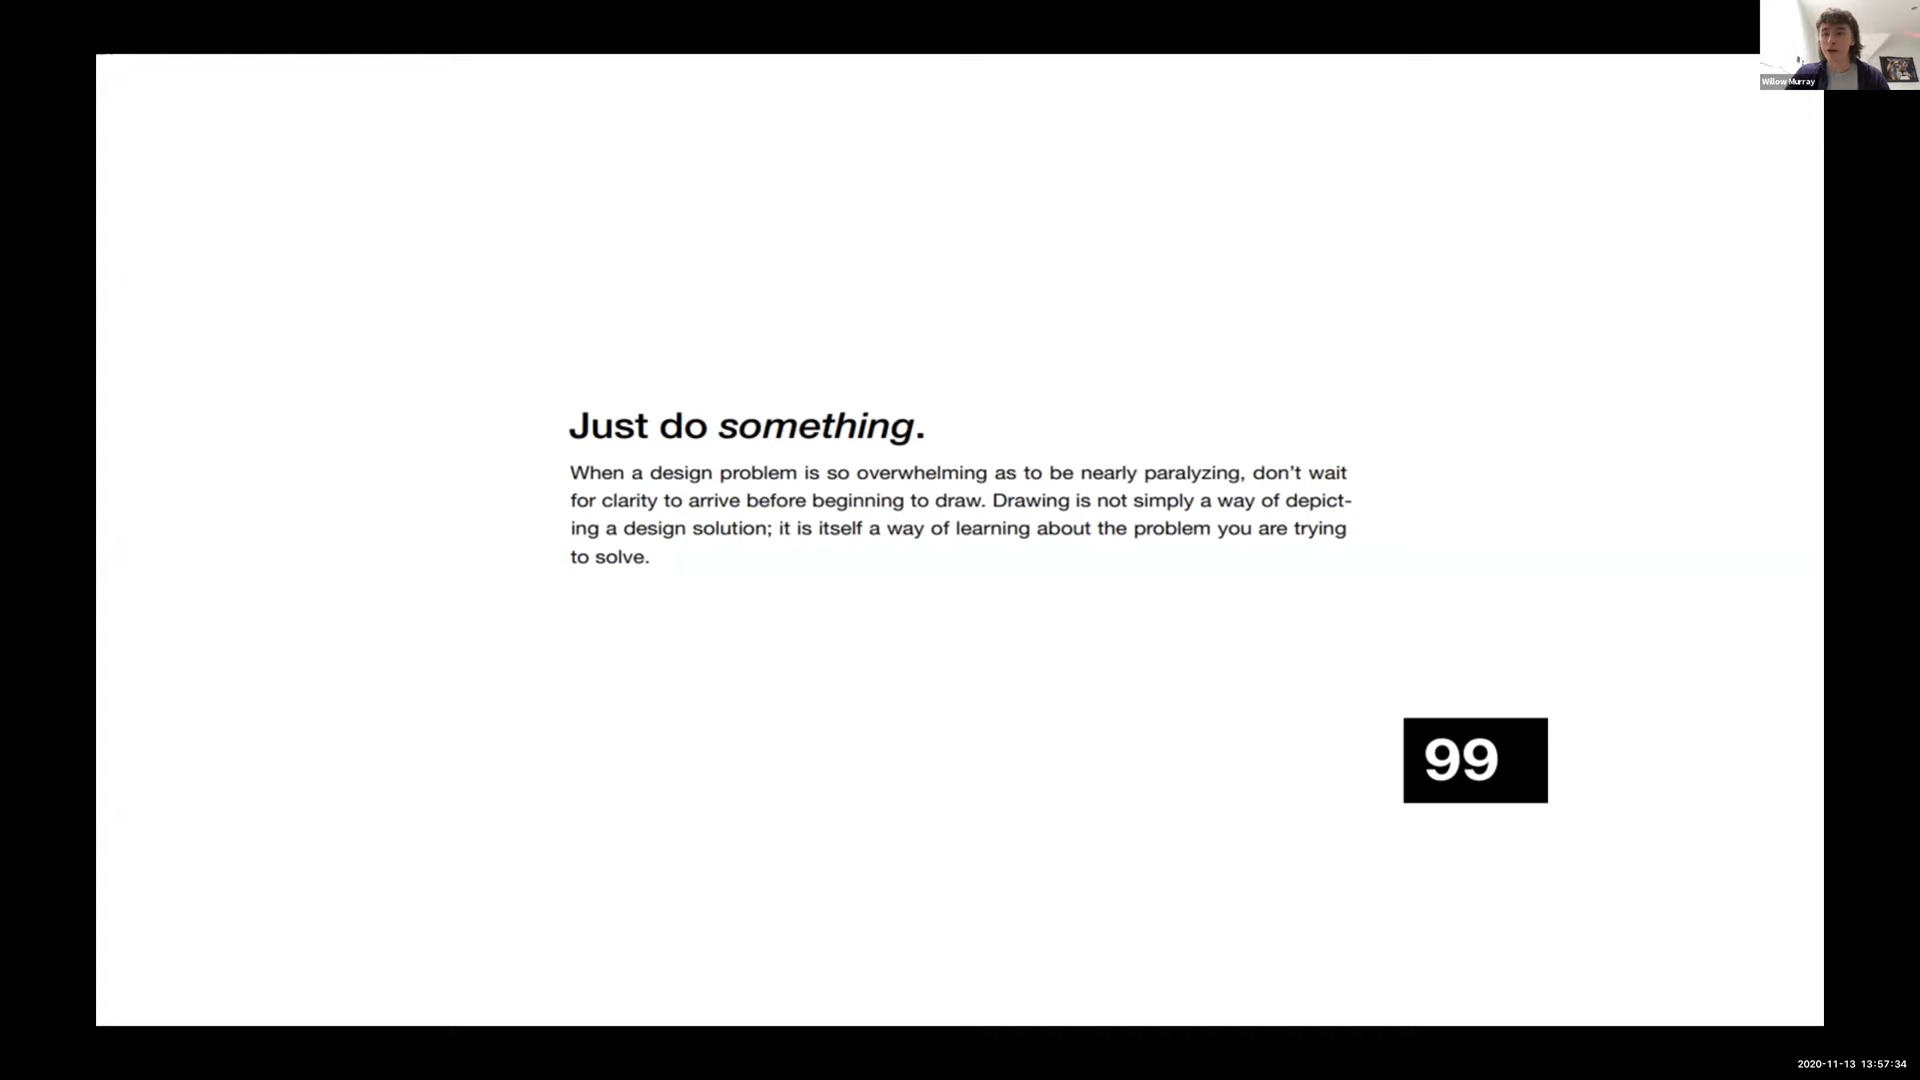 Willow Murray
Just do something.
When a design problem is so overwhelming as to be nearly paralyzing, don't wait
for clarity to arrive before beginning to draw. Drawing is not simply a way of depict-
ing a design solution; it is itself a way of learning about the problem you are trying
to solve.
99
2020-11-13 13:57:34